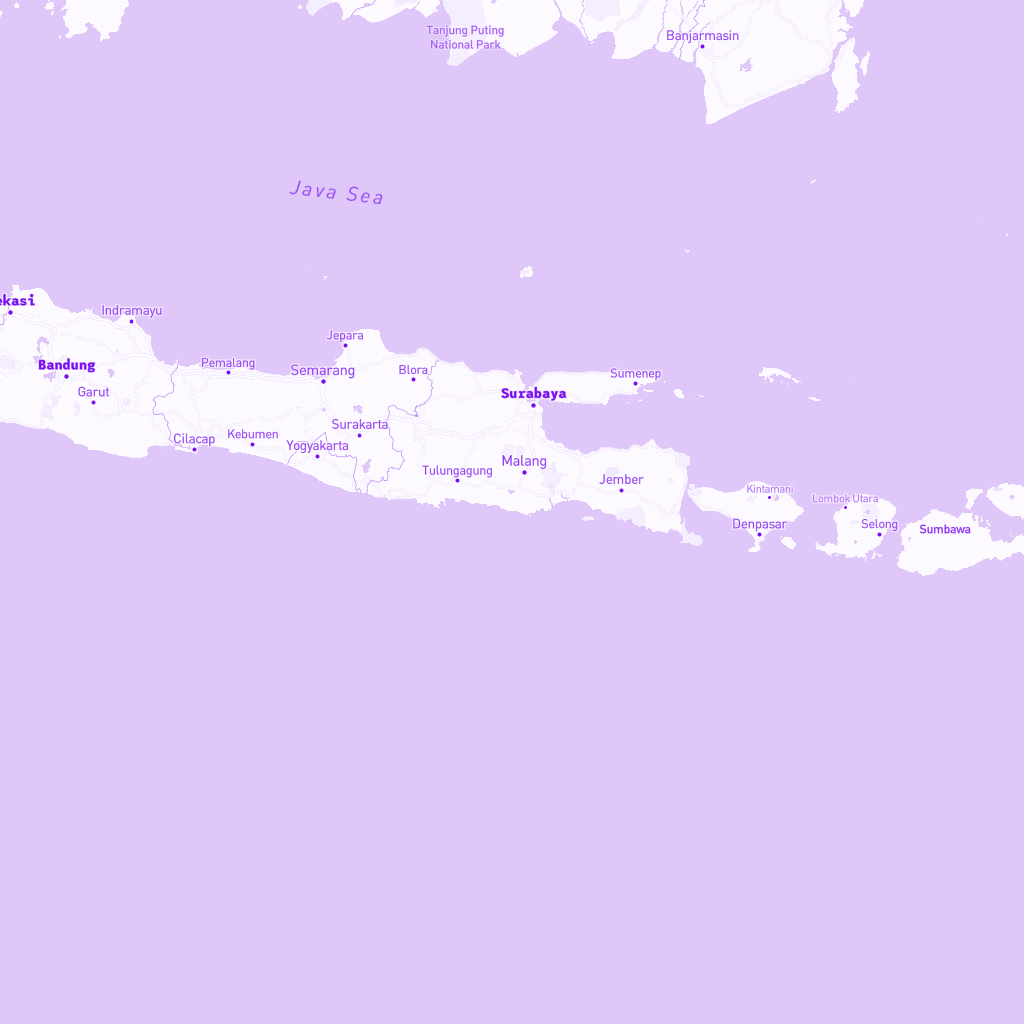 Tanjung Puting
National Park
Banjarmasin
Java Sea
ekasi
Indramayu
Jepara
Bandung
Pemalang
Semarang
Blora
Sumenep
Garut
Surabaya
Surakarta
Cilacap
Kebumen
Yogyakarta
Malang
Tulungagung
Jember
Kintamani
Lombok Utara
Denpasar
Selong
Sumbawa